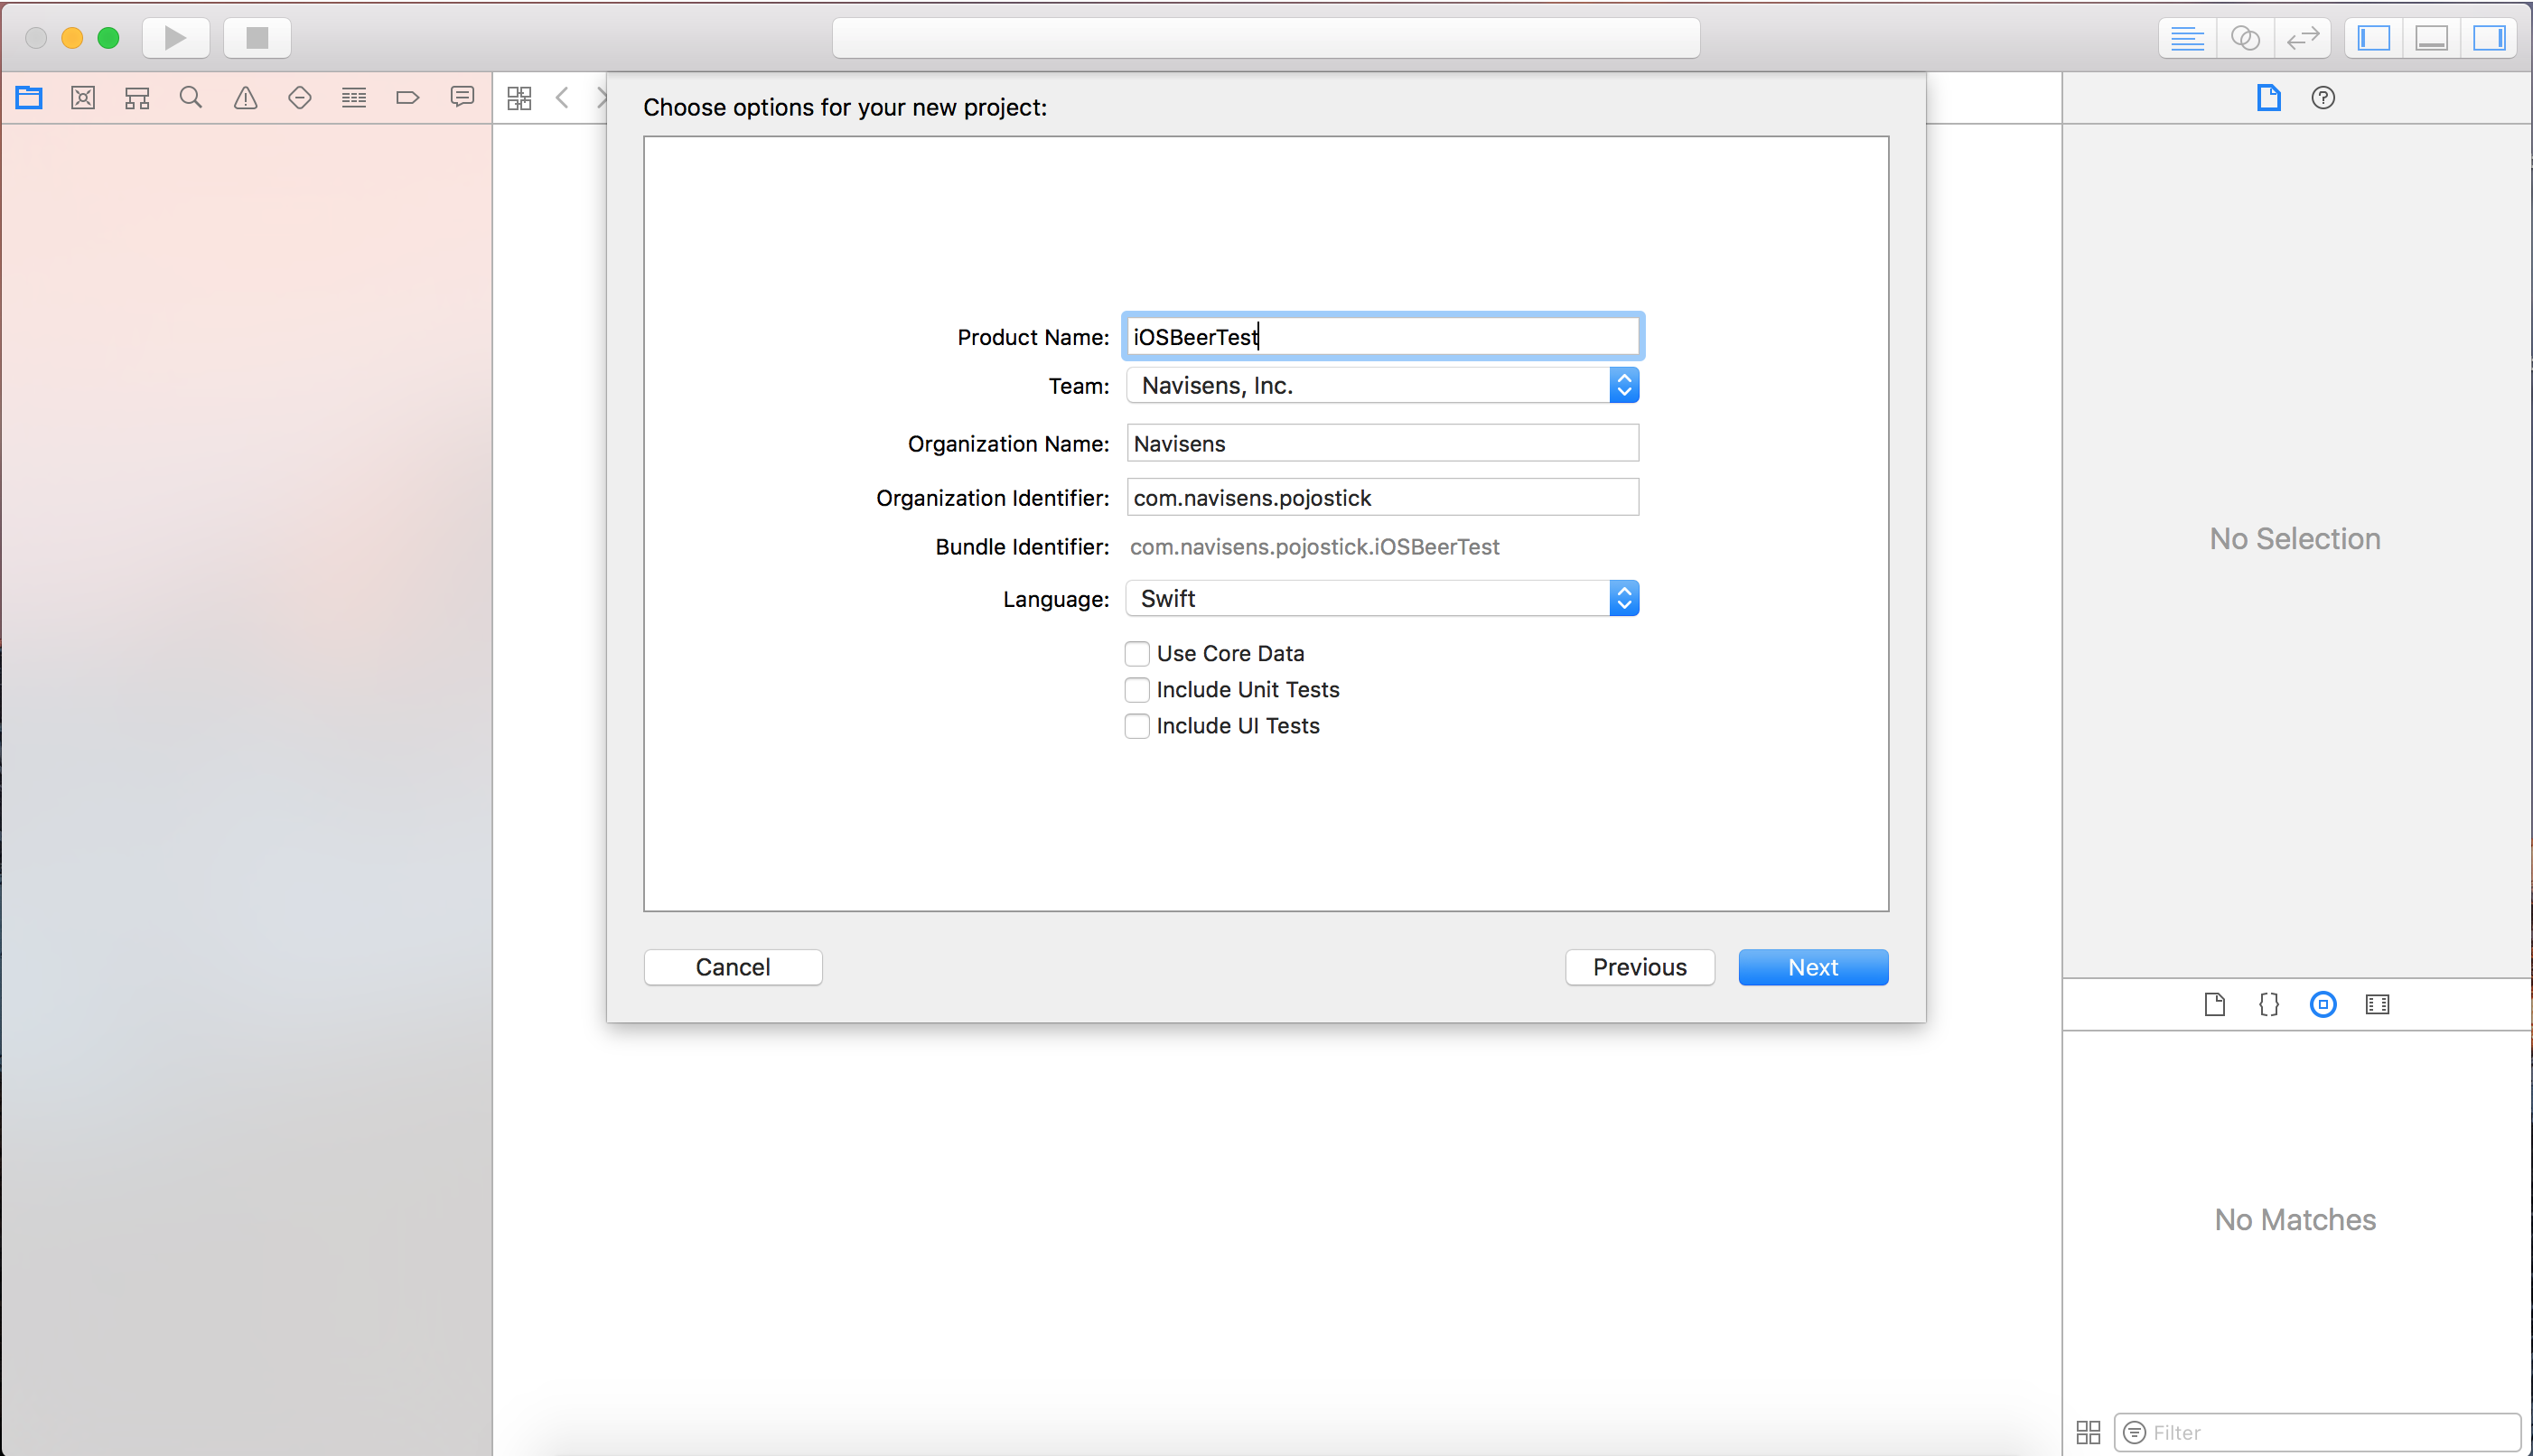 Choose options for your new project:
Product Name: iOSBeerTest
Team: Navisens, Inc.
Organization Name: Navisens
Organization Identifier: com.navisens.pojostick
Bundle Identifier: com.navisens.pojostick.iOSBeerTest
Language: Swift
Use Core Data
Include Unit Tests
Include UI Tests
Cancel
Previous
Next
No Selection
No Matches
Filter